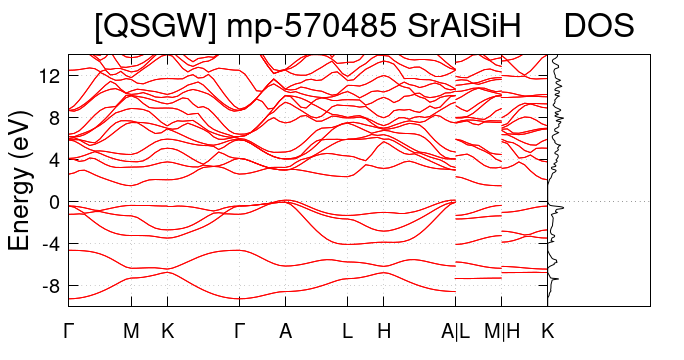 [QSGW] mp-570485 SrAlSiH DOS
Energy (eV)
12
8
4
0
-4
-8
Γ M K Γ A L H A|L M|H K